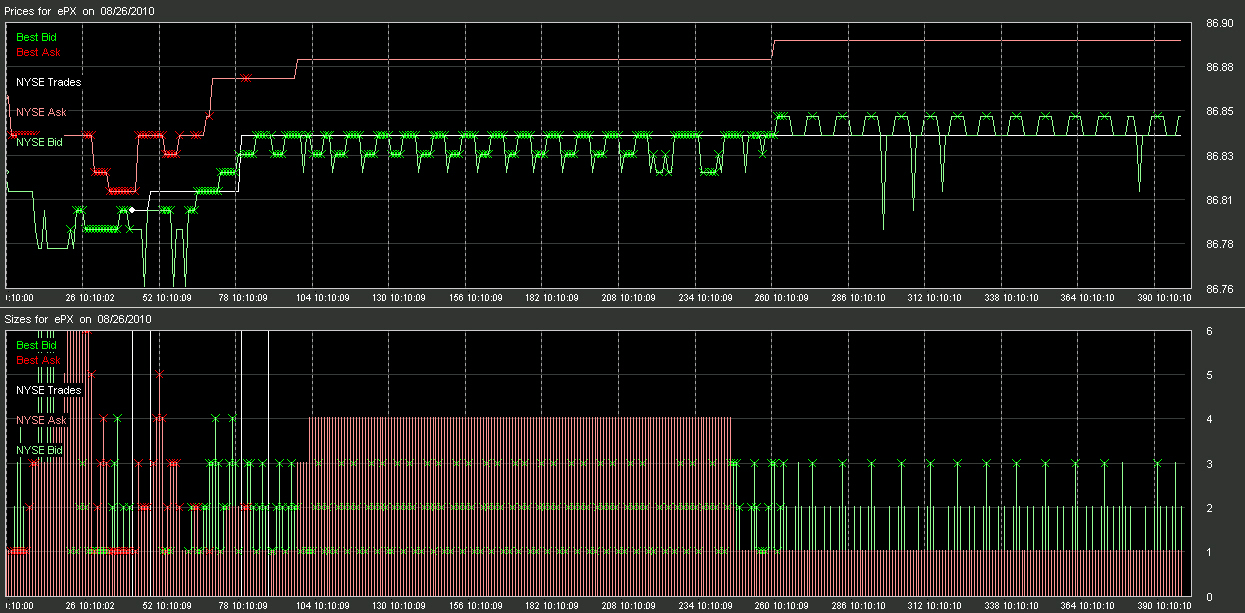 Prices for ePX on 08/26/2010
Best Bid
Best Ask
NYSE Trades
NYSE Ask
NYSE Bid
86.90
86.88
86.85
86.83
86.81
86.78
86.76
:10:00 26 10:10:02 52 10:10:09 78 10:10:09 104 10:10:09 130 10:10:09 156 10:10:09 182 10:10:09 208 10:10:09 234 10:10:09 260 10:10:09 286 10:10:10 312 10:10:10 338 10:10:10 364 10:10:10 390 10:10:10
Sizes for ePX on 08/26/2010
Best Bid
Best Ask
NYSE Trades
NYSE Ask
NYSE Bid
6
5
4
3
2
1
0
:10:00 26 10:10:02 52 10:10:09 78 10:10:09 104 10:10:09 130 10:10:09 156 10:10:09 182 10:10:09 208 10:10:09 234 10:10:09 260 10:10:09 286 10:10:10 312 10:10:10 338 10:10:10 364 10:10:10 390 10:10:10